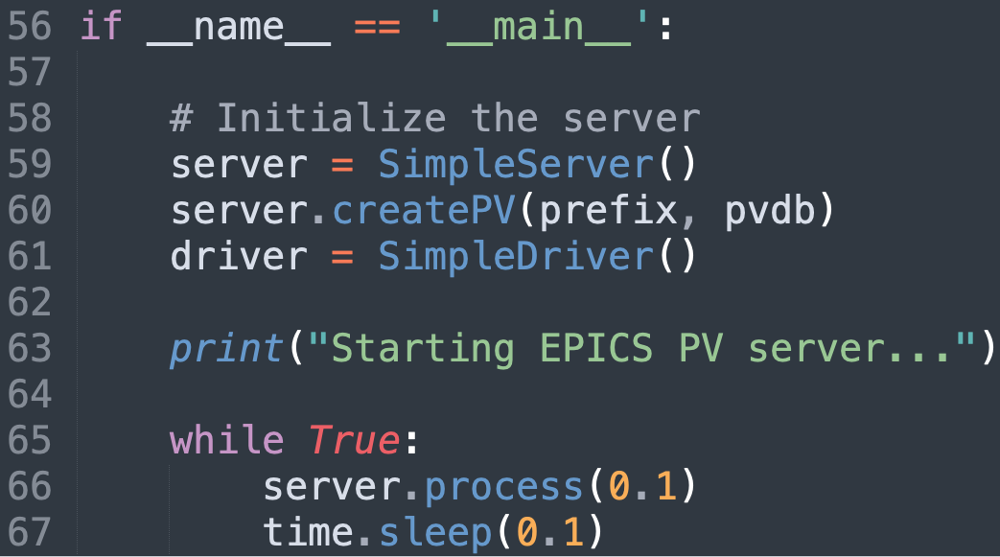 56 if __name__ == '__main__':
57
58     # Initialize the server
59     server = SimpleServer()
60     server.createPV(prefix, pvdb)
61     driver = SimpleDriver()
62
63     print("Starting EPICS PV server...")
64
65     while True:
66         server.process(0.1)
67         time.sleep(0.1)